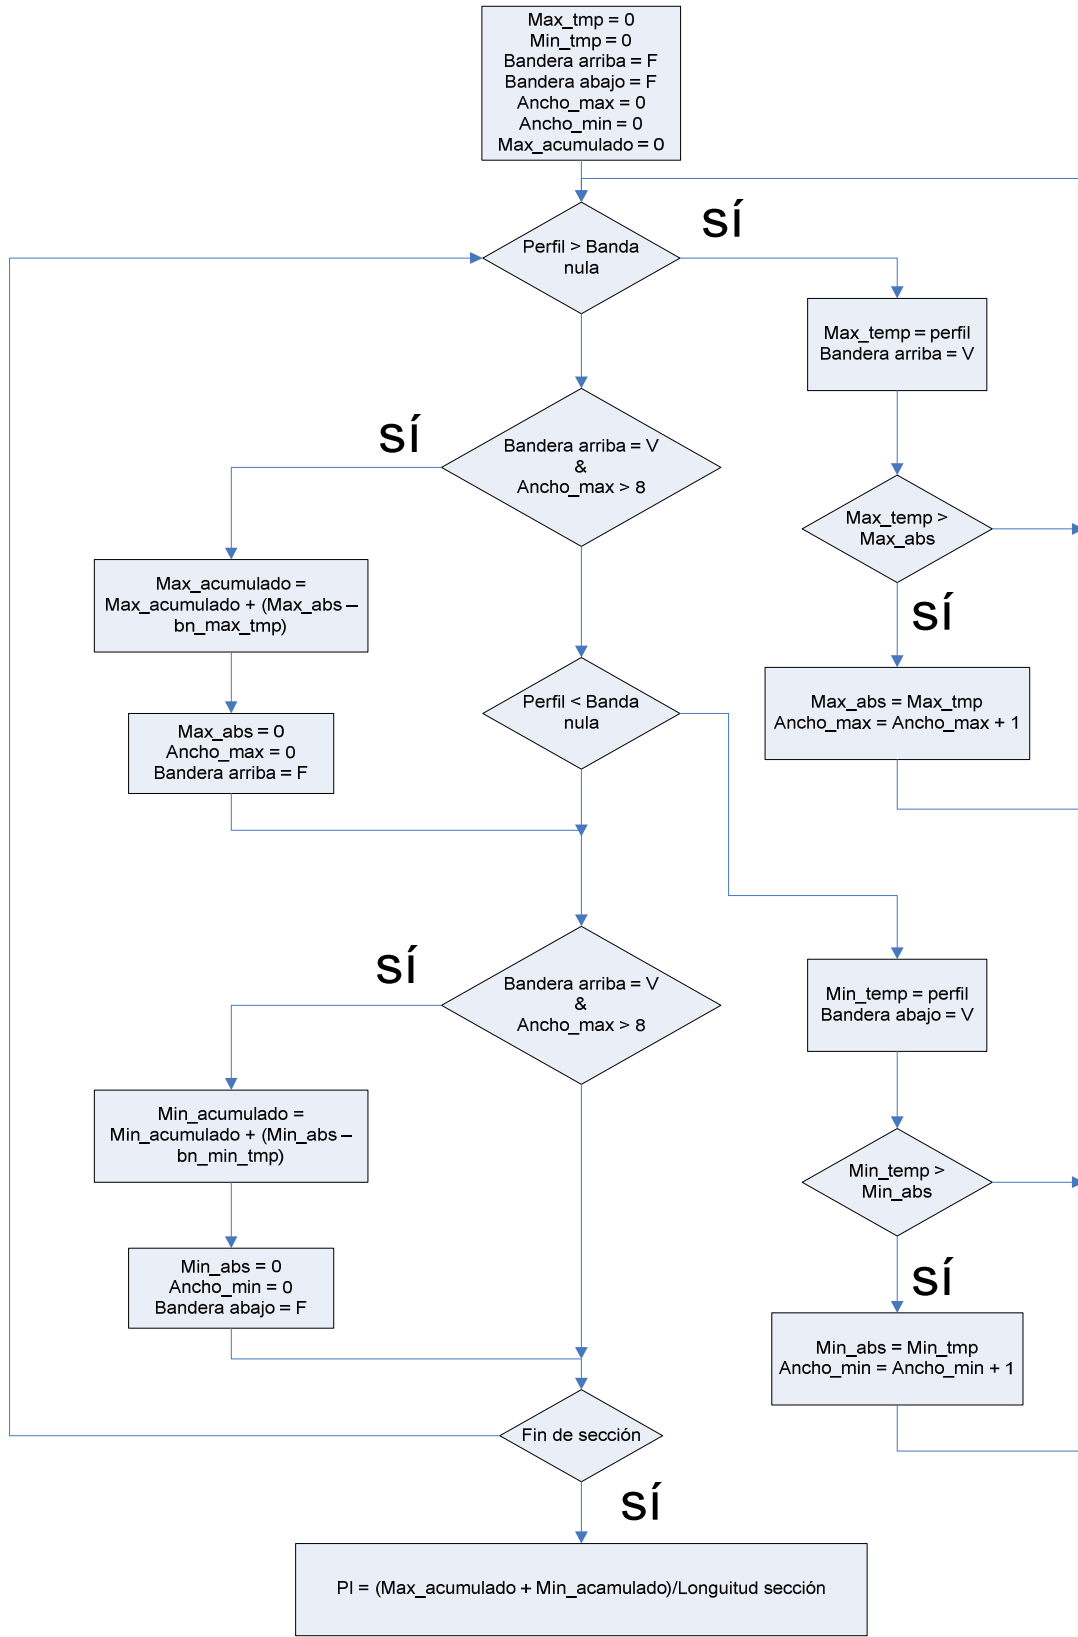 Max_tmp = 0
Min_tmp = 0
Bandera arriba = F
Bandera abajo = F
Ancho_max = 0
Ancho_min = 0
Max_acumulado = 0
Perfil > Banda
nula
sí
Max_temp = perfil
Bandera arriba = V
Bandera arriba = V
&
Ancho_max > 8
sí
Max_temp >
Max_abs
sí
Max_acumulado =
Max_acumulado + (Max_abs –
bn_max_tmp)
Max_abs = Max_tmp
Ancho_max = Ancho_max + 1
Perfil < Banda
nula
Max_abs = 0
Ancho_max = 0
Bandera arriba = F
Bandera arriba = V
&
Ancho_max > 8
sí
Min_temp = perfil
Bandera abajo = V
Min_acumulado =
Min_acumulado + (Min_abs –
bn_min_tmp)
Min_temp >
Min_abs
sí
Min_abs = 0
Ancho_min = 0
Bandera abajo = F
Min_abs = Min_tmp
Ancho_min = Ancho_min + 1
Fin de sección
sí
PI = (Max_acumulado + Min_acamulado)/Longuitud sección